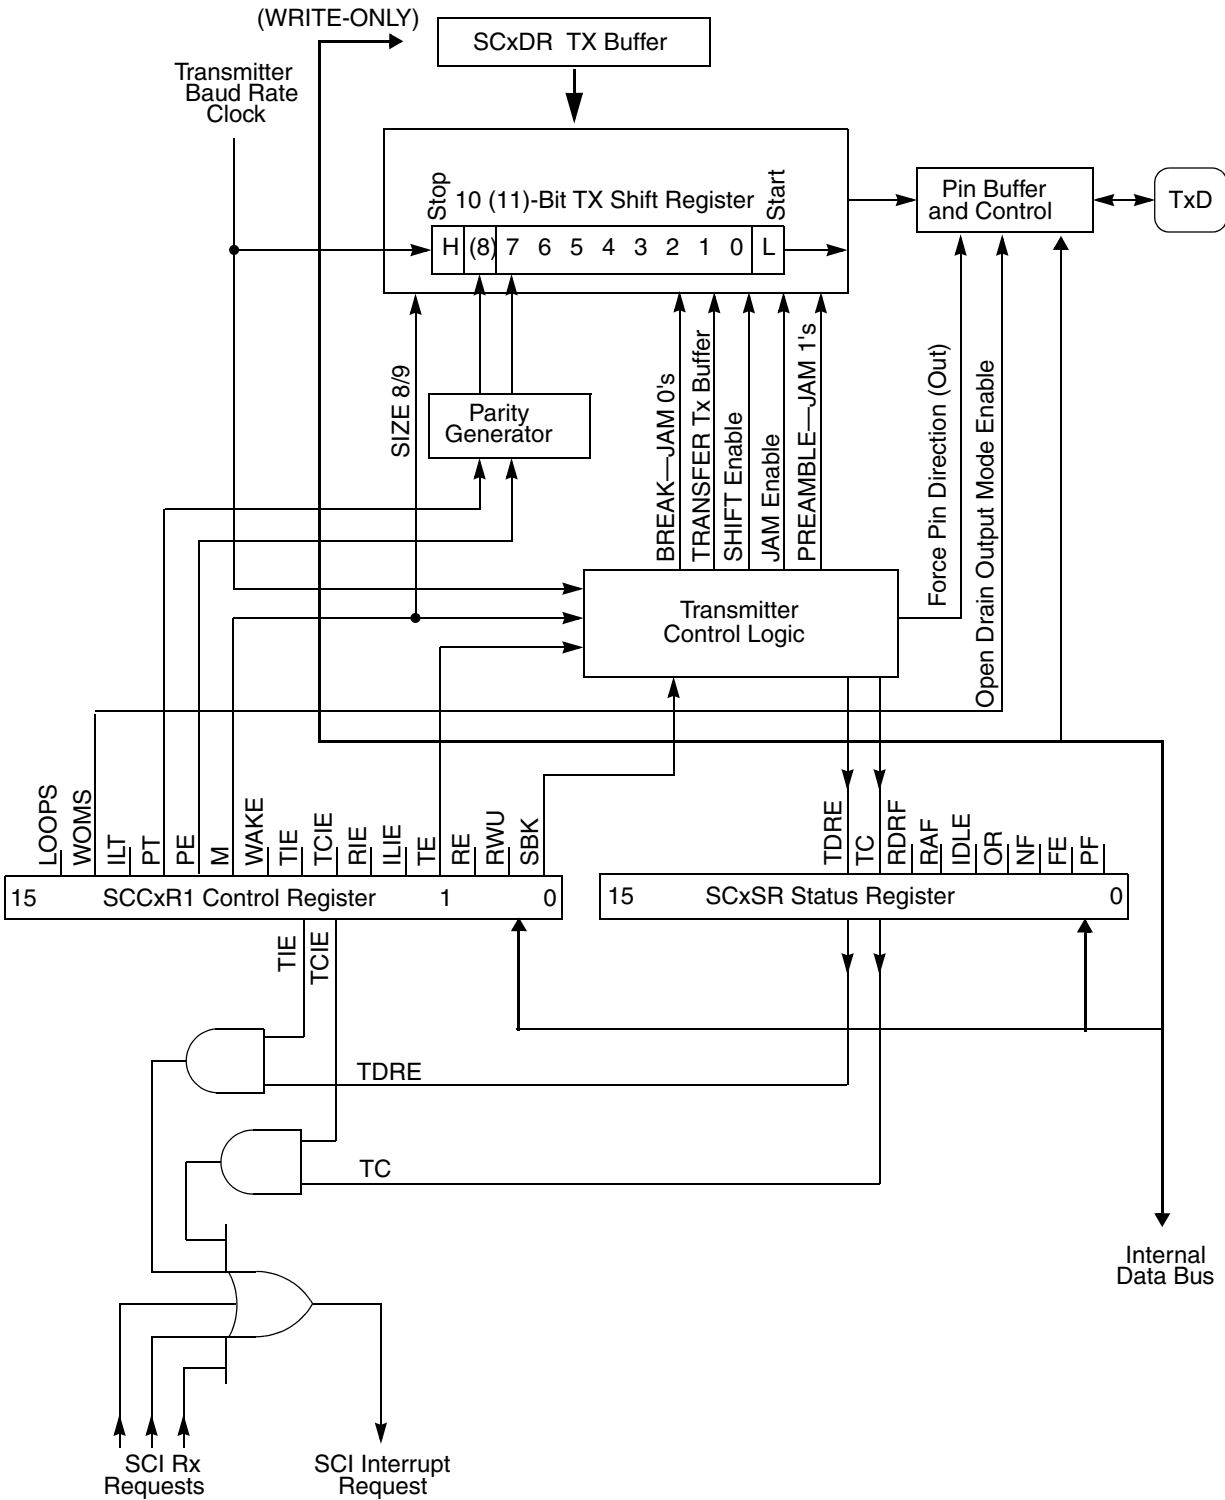 (WRITE-ONLY)
SCxDR TX Buffer
Transmitter
Baud Rate
Clock
Stop
10 (11)-Bit TX Shift Register
Start
H (8) 7 6 5 4 3 2 1 0 L
Pin Buffer
and Control
TxD
SIZE 8/9
Parity
Generator
BREAK—JAM 0's
TRANSFER Tx Buffer
SHIFT Enable
JAM Enable
PREAMBLE—JAM 1's
Force Pin Direction (Out)
Open Drain Output Mode Enable
Transmitter
Control Logic
LOOPS
WOMS
ILT
PT
PE
M
WAKE
TIE
TCIE
RIE
ILIE
TE
RE
RWU
SBK
TDRE
TC
RDRF
RAF
IDLE
OR
NF
FE
PF
15 SCCxR1 Control Register 1 0
15 SCxSR Status Register 0
TIE
TCIE
TDRE
TC
Internal
Data Bus
SCI Rx
Requests
SCI Interrupt
Request